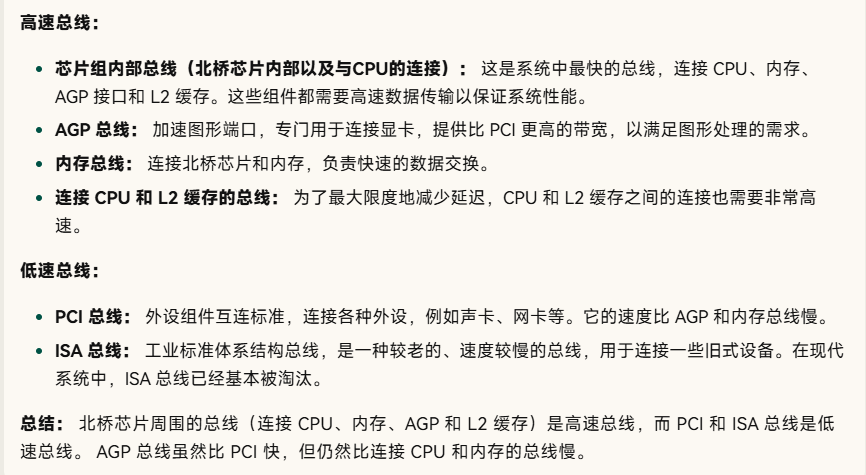 高速总线：
芯片组内部总线（北桥芯片内部以及与CPU的连接）： 这是系统中最快的总线，连接 CPU、内存、
AGP 接口和 L2 缓存。这些组件都需要高速数据传输以保证系统性能。
AGP 总线： 加速图形端口，专门用于连接显卡，提供比 PCI 更高的带宽，以满足图形处理的需求。
内存总线： 连接北桥芯片和内存，负责快速的数据交换。
连接 CPU 和 L2 缓存的总线： 为了最大限度地减少延迟，CPU 和 L2 缓存之间的连接也需要非常高
速。
低速总线：
PCI 总线： 外设组件互连标准，连接各种外设，例如声卡、网卡等。它的速度比 AGP 和内存总线慢。
ISA 总线： 工业标准体系结构总线，是一种较老的、速度较慢的总线，用于连接一些旧式设备。在现代
系统中，ISA 总线已经基本被淘汰。
总结： 北桥芯片周围的总线（连接 CPU、内存、AGP 和 L2 缓存）是高速总线，而 PCI 和 ISA 总线是低
速总线。 AGP 总线虽然比 PCI 快，但仍然比连接 CPU 和内存的总线慢。